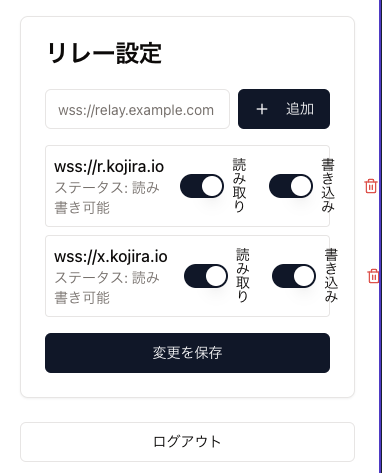 リレー設定
wss://relay.example.com
追加
wss://r.kojira.io
ステータス: 読み
書き可能
読み取り
書き込み
wss://x.kojira.io
ステータス: 読み
書き可能
読み取り
書き込み
変更を保存
ログアウト